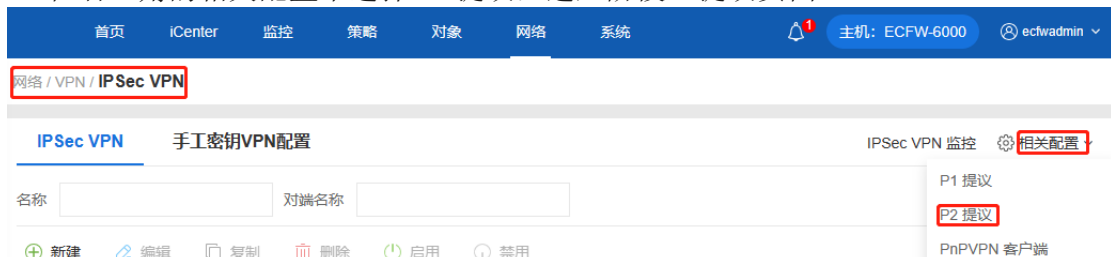 首页 iCenter 监控 策略 对象 网络 系统 1 主机：ECFW-6000 ecfwadmin
网络 / VPN / IPSec VPN
IPSec VPN 手工密钥VPN配置 IPSec VPN 监控 相关配置
P1 提议
名称 对端名称
P2 提议
新建 编辑 复制 删除 启用 禁用
PnPVPN 客户端